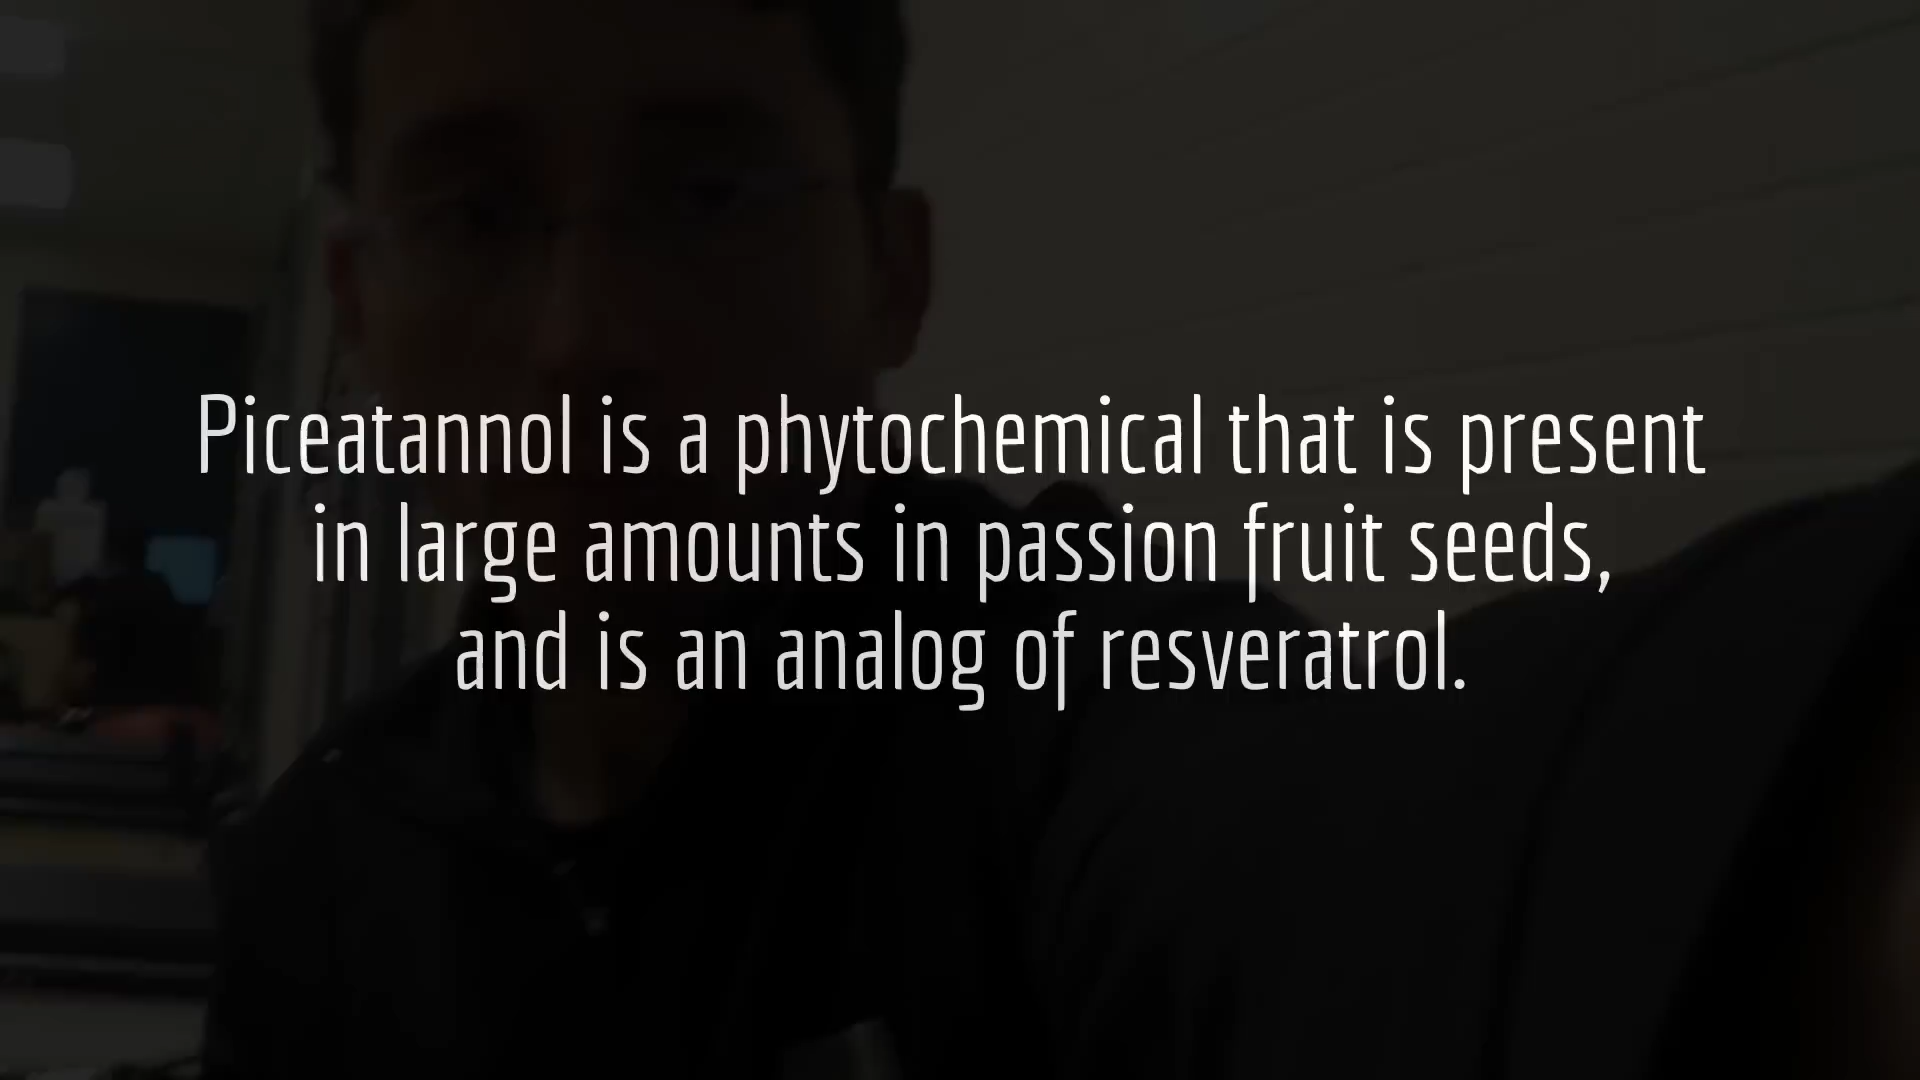 Piceatannol is a phytochemical that is present
in large amounts in passion fruit seeds,
and is an analog of resveratrol.